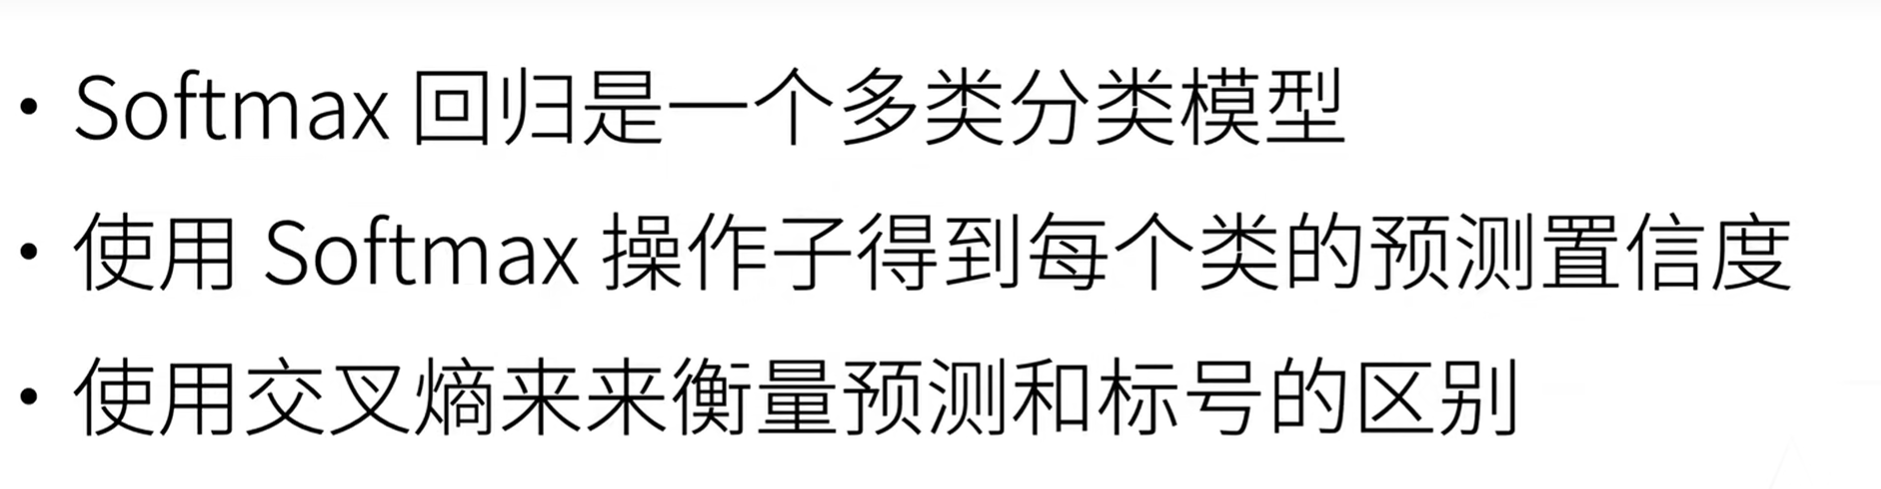 • Softmax 回归是一个多类分类模型
• 使用 Softmax 操作子得到每个类的预测置信度
• 使用交叉熵来来衡量预测和标号的区别